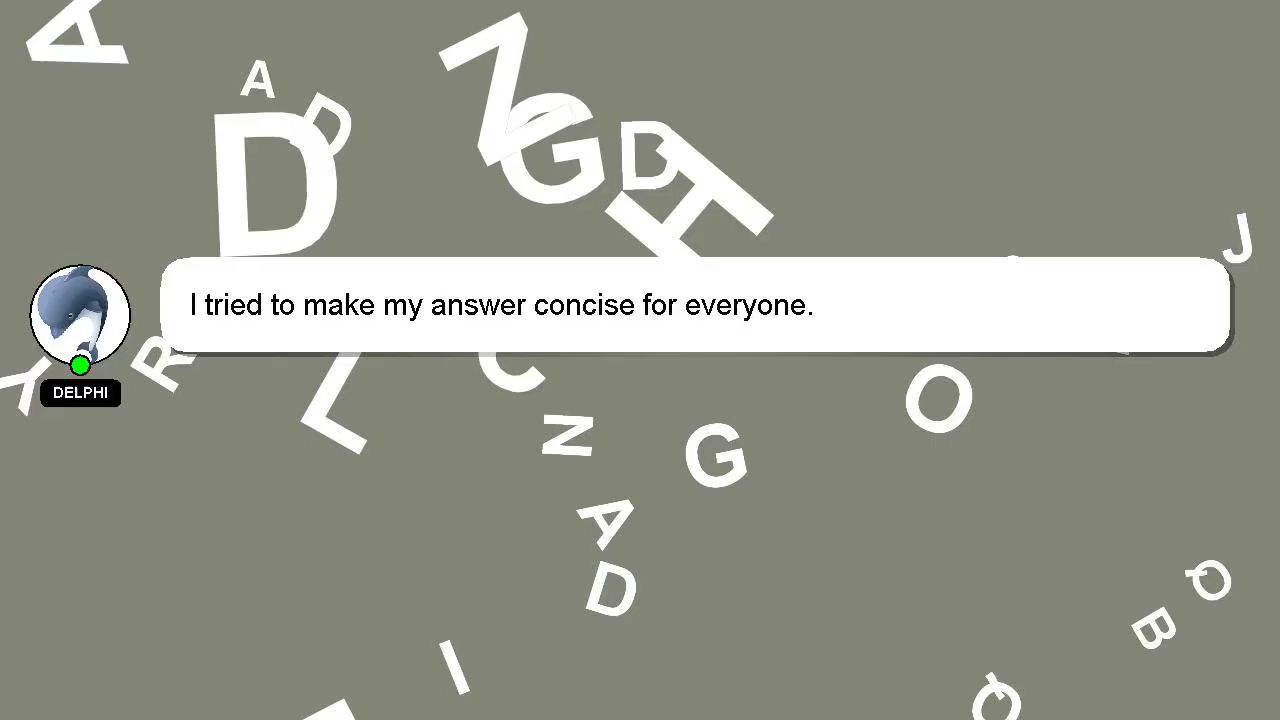 A
A
D
D
Z
G
D
H
J
I tried to make my answer concise for everyone.
DELPHI
Y
R
L
C
N
G
O
A
D
Q
B
I
Q